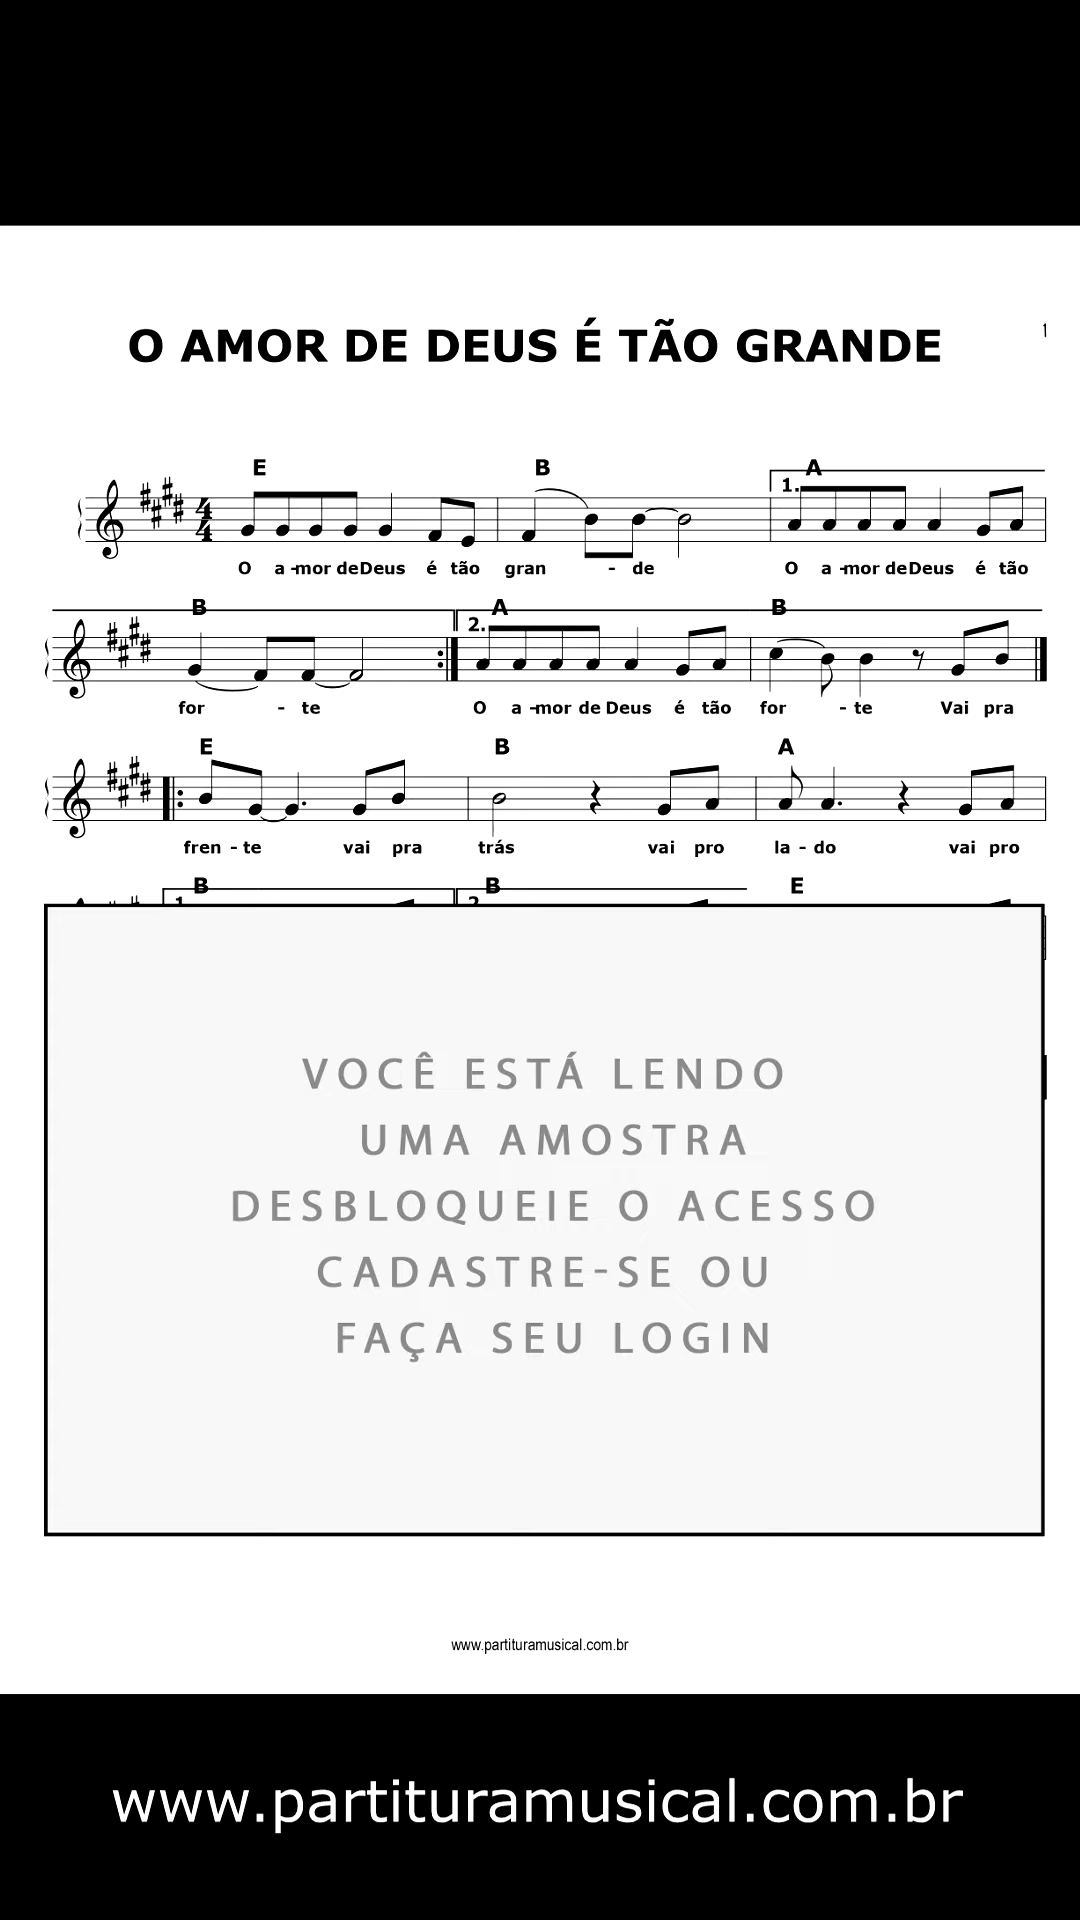 O AMOR DE DEUS É TÃO GRANDE
1
E B A
1.
O a-mor deDeus é tão gran - de O a-mor deDeus é tão
B A B
2.
for - te O a-mor de Deus é tão for - te Vai pra
E B A
fren - te vai pra trás vai pro la - do vai pro
B B E
VOCÊ ESTÁ LENDO
UMA AMOSTRA
DESBLOQUEIE O ACESSO
CADASTRE-SE OU
FAÇA SEU LOGIN
www.partituramusical.com.br
www.partituramusical.com.br